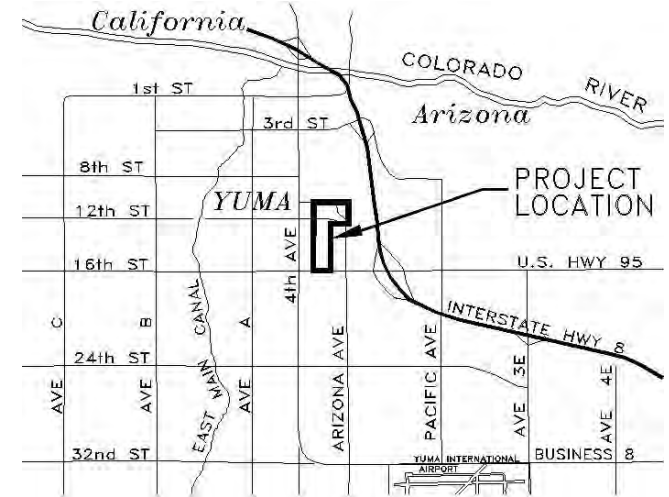 California
COLORADO
RIVER
1st ST
Arizona
3rd ST
8th ST
PROJECT
LOCATION
YUMA
12th ST
4th AVE
16th ST
U.S. HWY 95
EAST MAIN CANAL
AVE C
AVE B
AVE A
ARIZONA AVE
PACIFIC AVE
INTERSTATE HWY 8
AVE 3E
AVE 4E
24th ST
32nd ST
YUMA INTERNATIONAL
AIRPORT
BUSINESS 8